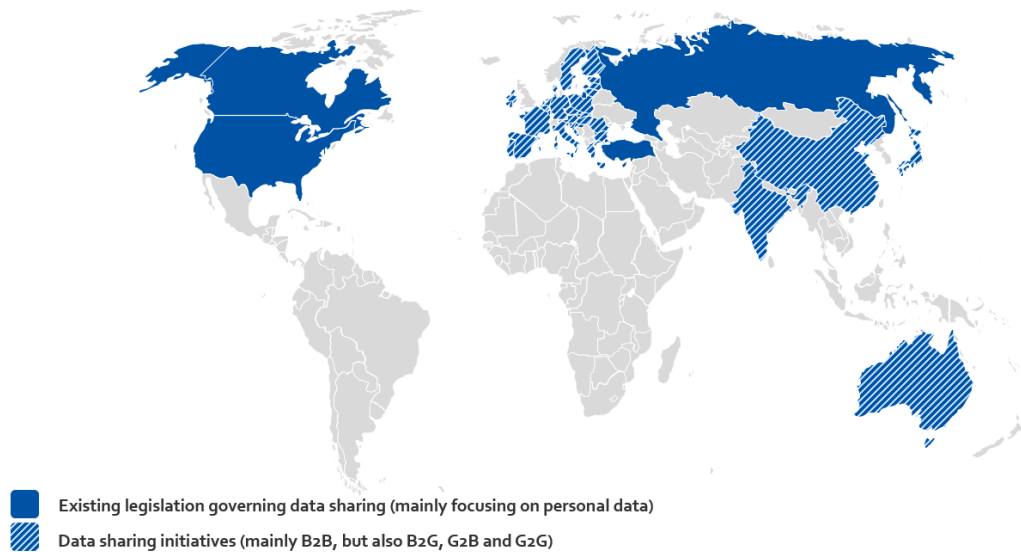 Existing legislation governing data sharing (mainly focusing on personal data)
Data sharing initiatives (mainly B2B, but also B2G, G2B and G2G)